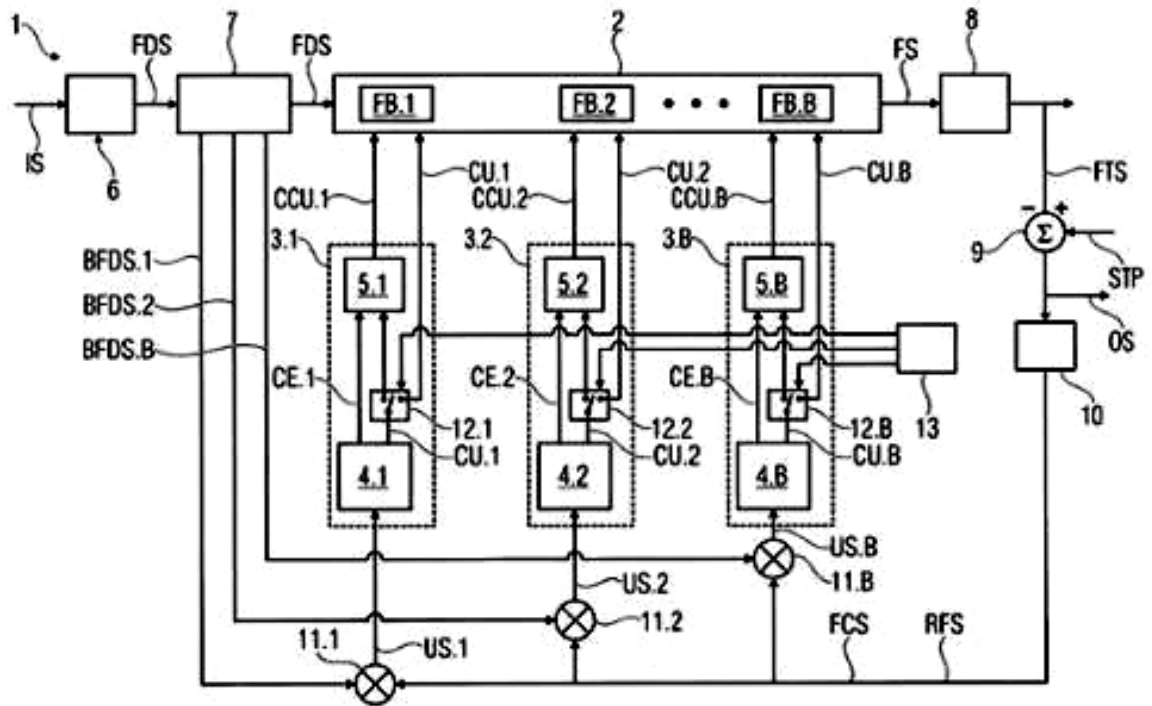 1
7
2
8
FDS
FDS
FS
FB.1
FB.2
• • •
FB.B
IS
6
CU.1
CU.2
CU.B
FTS
CCU.1
CCU.2
CCU.B
− +
9
Σ
STP
BFDS.1
3.1
3.2
3.B
5.1
5.2
5.B
OS
BFDS.2
BFDS.B
CE.1
CE.2
CE.B
13
10
12.1
12.2
12.B
CU.1
CU.2
CU.B
4.1
4.2
4.B
US.B
11.B
US.2
11.2
11.1
US.1
FCS
RFS